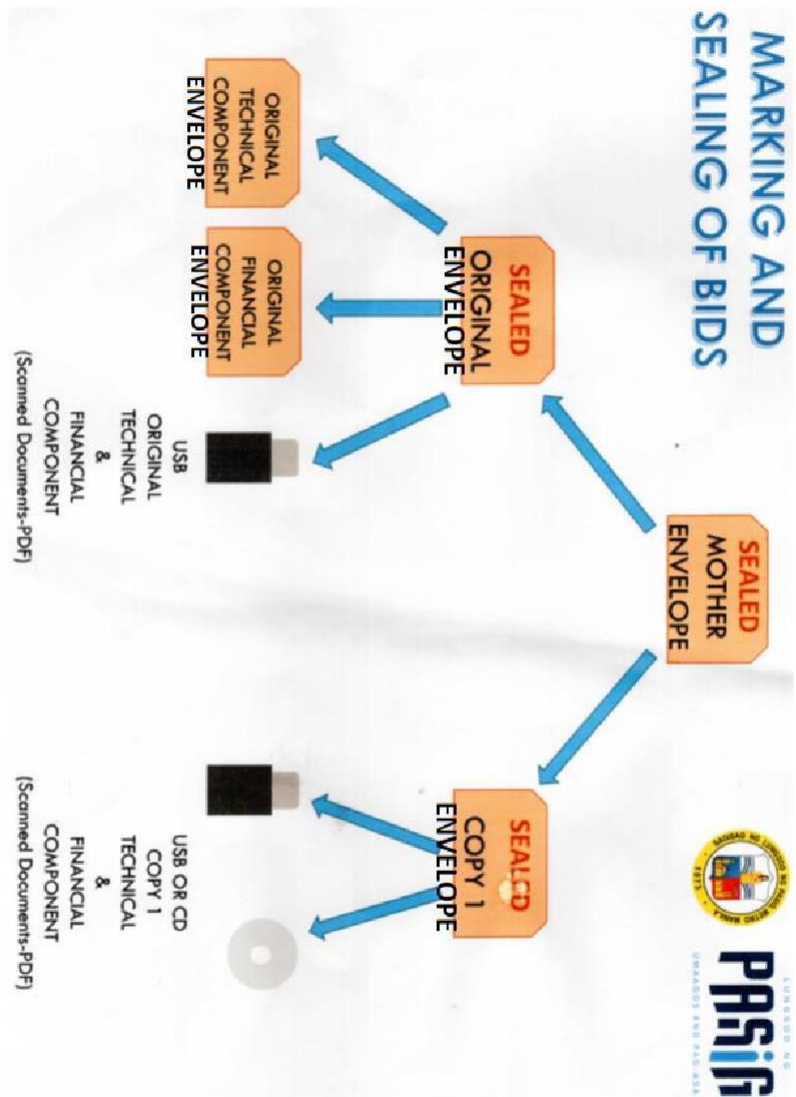 MARKING AND
SEALING OF BIDS
LUNGSOD NG
PASiG
UMAAGOS ANG PAG-ASA
SEALED
MOTHER
ENVELOPE
SEALED
ORIGINAL
ENVELOPE
SEALED
COPY 1
ENVELOPE
ORIGINAL
TECHNICAL
COMPONENT
ENVELOPE
ORIGINAL
FINANCIAL
COMPONENT
ENVELOPE
USB
ORIGINAL
TECHNICAL
&
FINANCIAL
COMPONENT
(Scanned Documents-PDF)
USB OR CD
COPY 1
TECHNICAL
&
FINANCIAL
COMPONENT
(Scanned Documents-PDF)